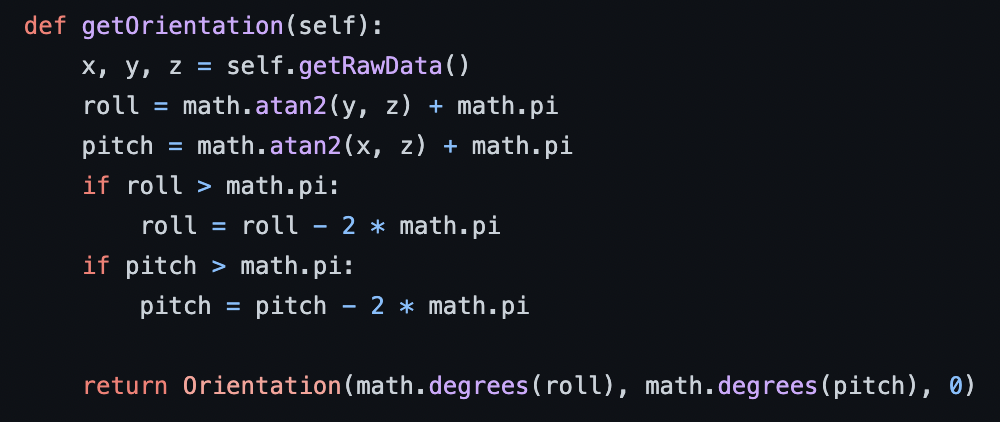 def getOrientation(self):
    x, y, z = self.getRawData()
    roll = math.atan2(y, z) + math.pi
    pitch = math.atan2(x, z) + math.pi
    if roll > math.pi:
        roll = roll - 2 * math.pi
    if pitch > math.pi:
        pitch = pitch - 2 * math.pi

    return Orientation(math.degrees(roll), math.degrees(pitch), 0)